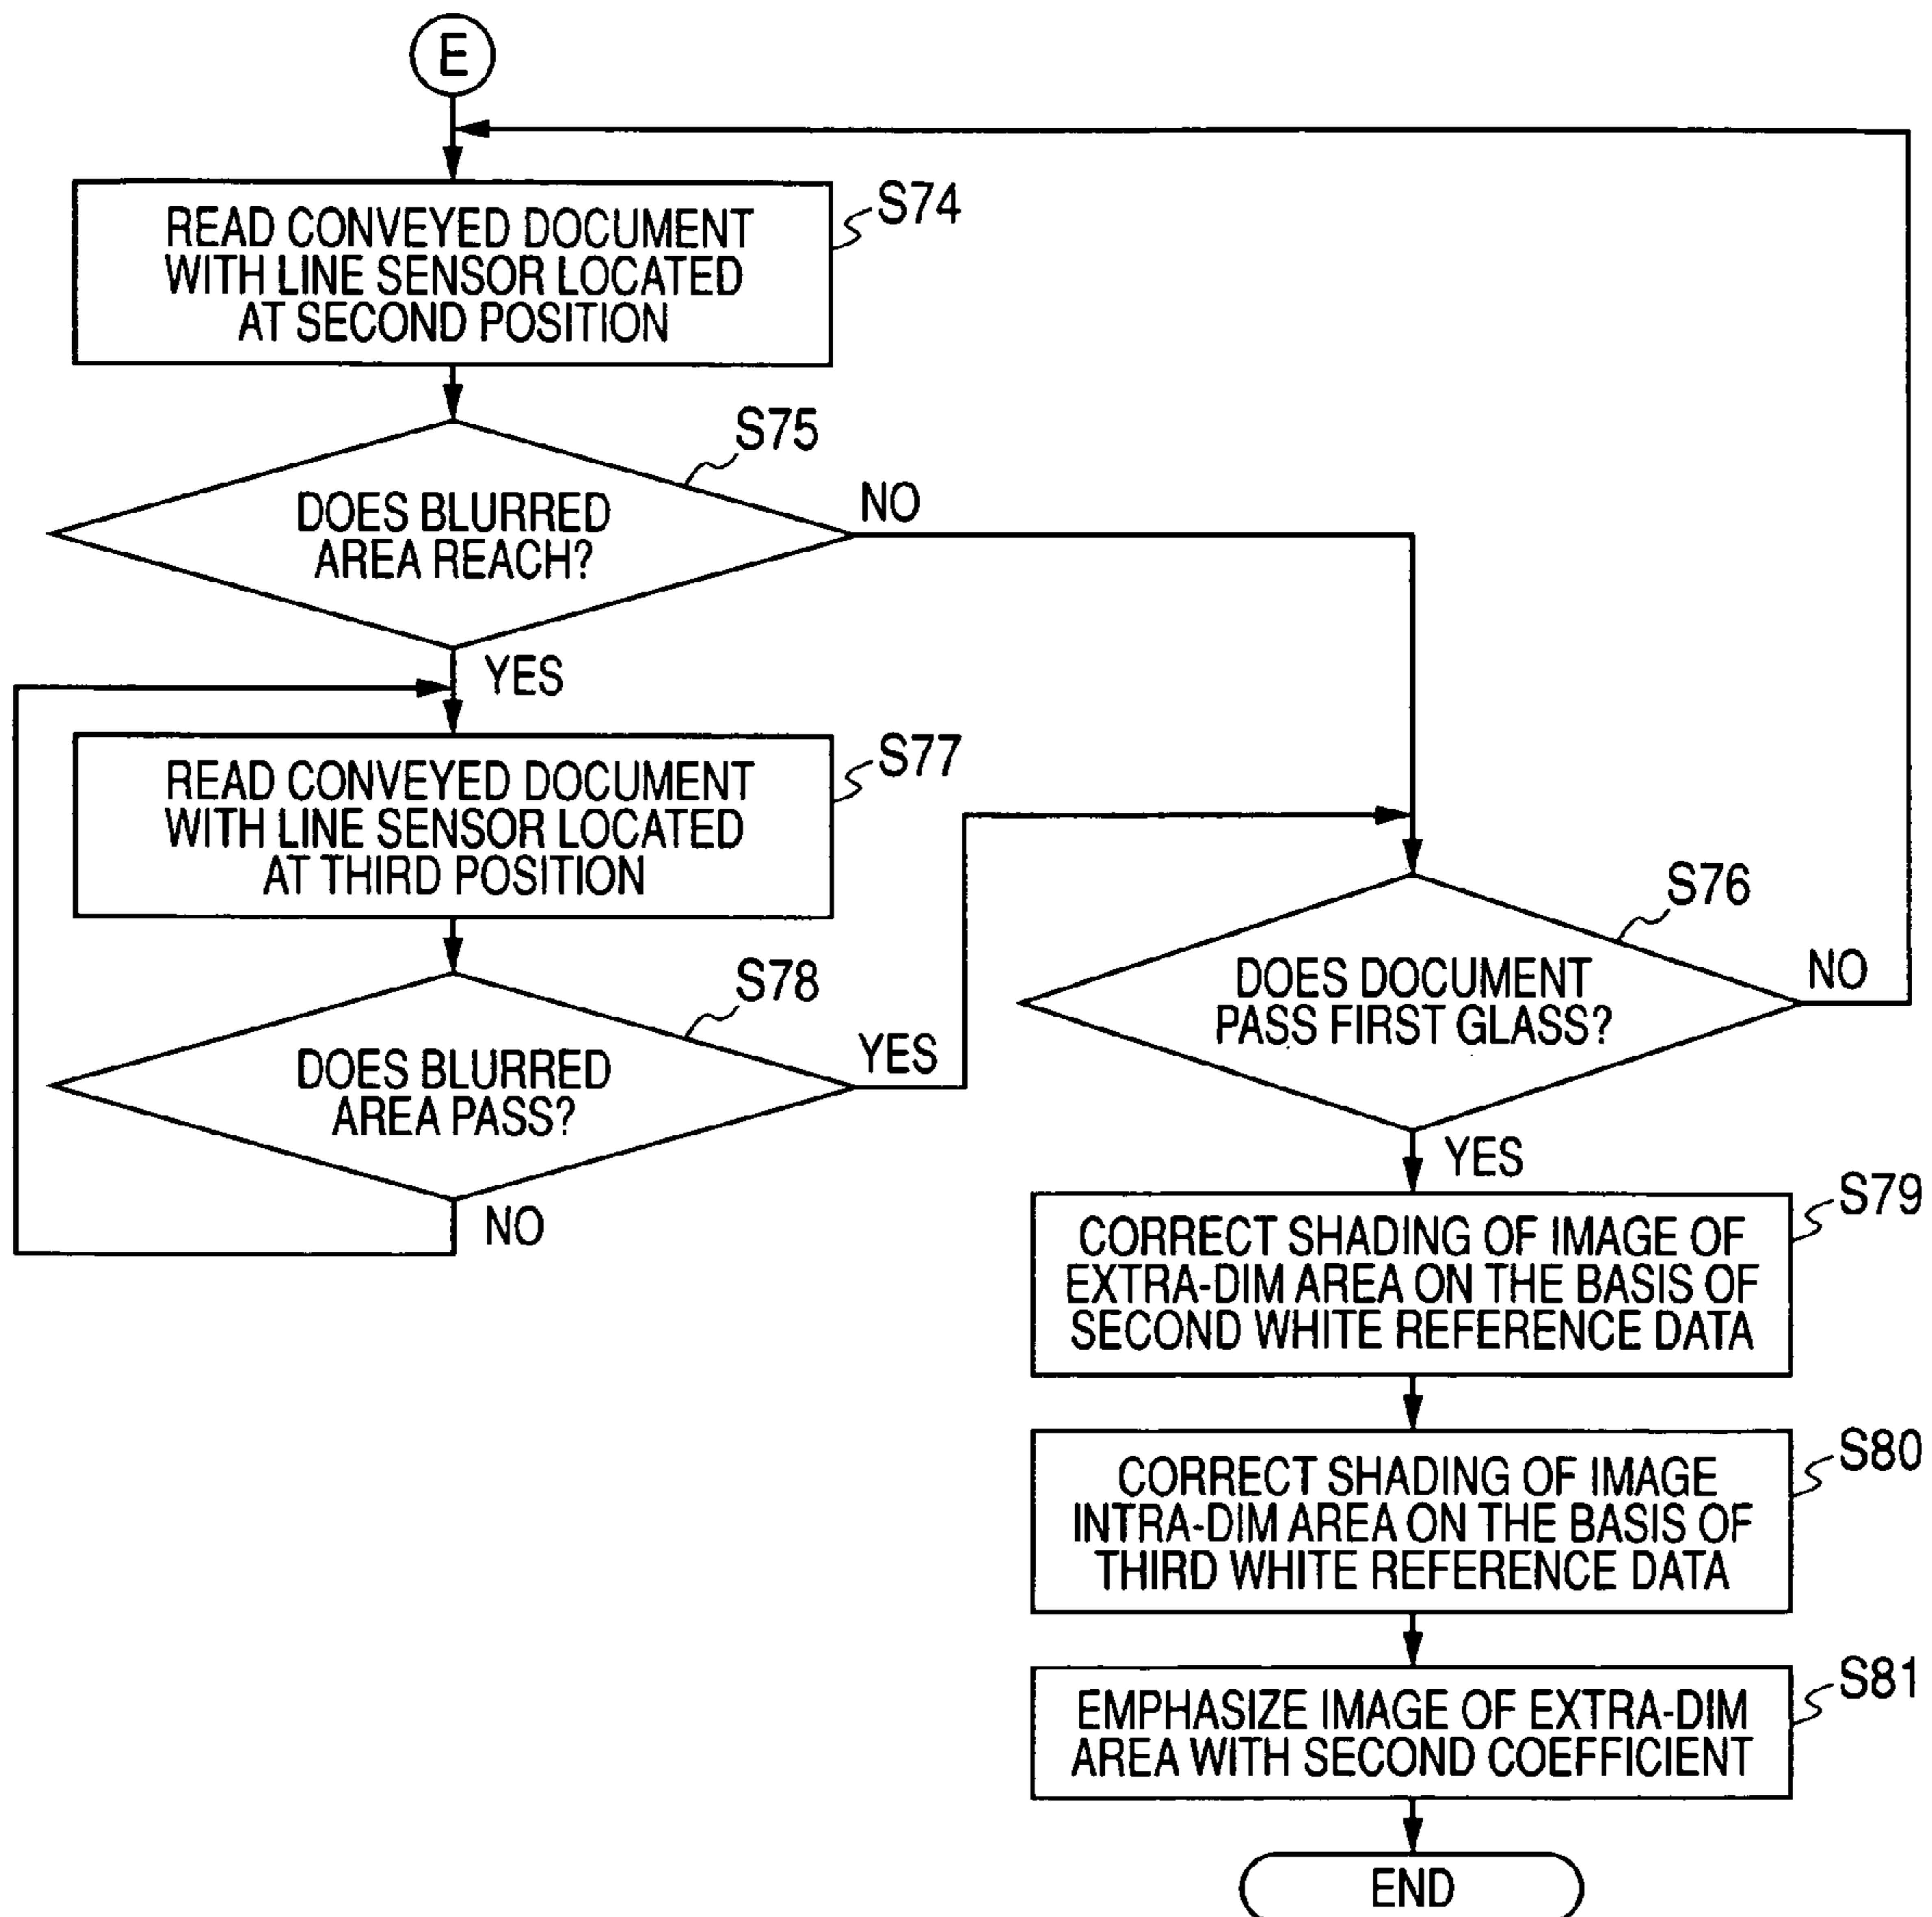 E
READ CONVEYED DOCUMENT
WITH LINE SENSOR LOCATED
AT SECOND POSITION
S74
DOES BLURRED
AREA REACH?
S75
NO
YES
READ CONVEYED DOCUMENT
WITH LINE SENSOR LOCATED
AT THIRD POSITION
S77
DOES BLURRED
AREA PASS?
S78
YES
NO
DOES DOCUMENT
PASS FIRST GLASS?
S76
NO
YES
CORRECT SHADING OF IMAGE OF
EXTRA-DIM AREA ON THE BASIS OF
SECOND WHITE REFERENCE DATA
S79
CORRECT SHADING OF IMAGE
INTRA-DIM AREA ON THE BASIS OF
THIRD WHITE REFERENCE DATA
S80
EMPHASIZE IMAGE OF EXTRA-DIM
AREA WITH SECOND COEFFICIENT
S81
END